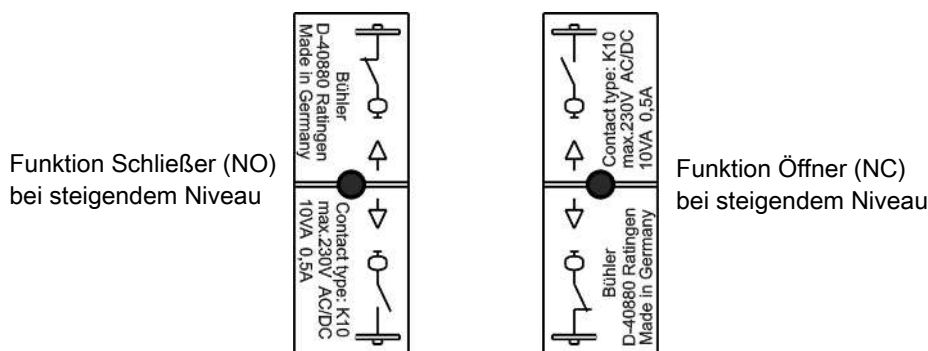 Funktion Schließer (NO)
bei steigendem Niveau
Bühler
D-40880 Ratingen
Made in Germany
Contact type: K10
max.230V AC/DC
10VA 0,5A
Contact type: K10
max.230V AC/DC
10VA 0,5A
Bühler
D-40880 Ratingen
Made in Germany
Funktion Öffner (NC)
bei steigendem Niveau